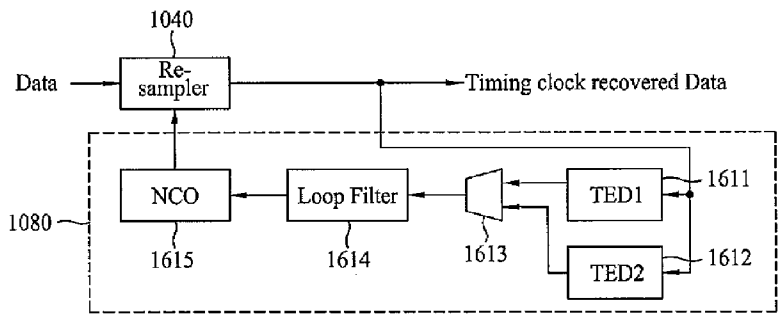 1040
Data
Re-
sampler
Timing clock recovered Data
NCO
Loop Filter
TED1
1611
1080
1615
1614
1613
TED2
1612